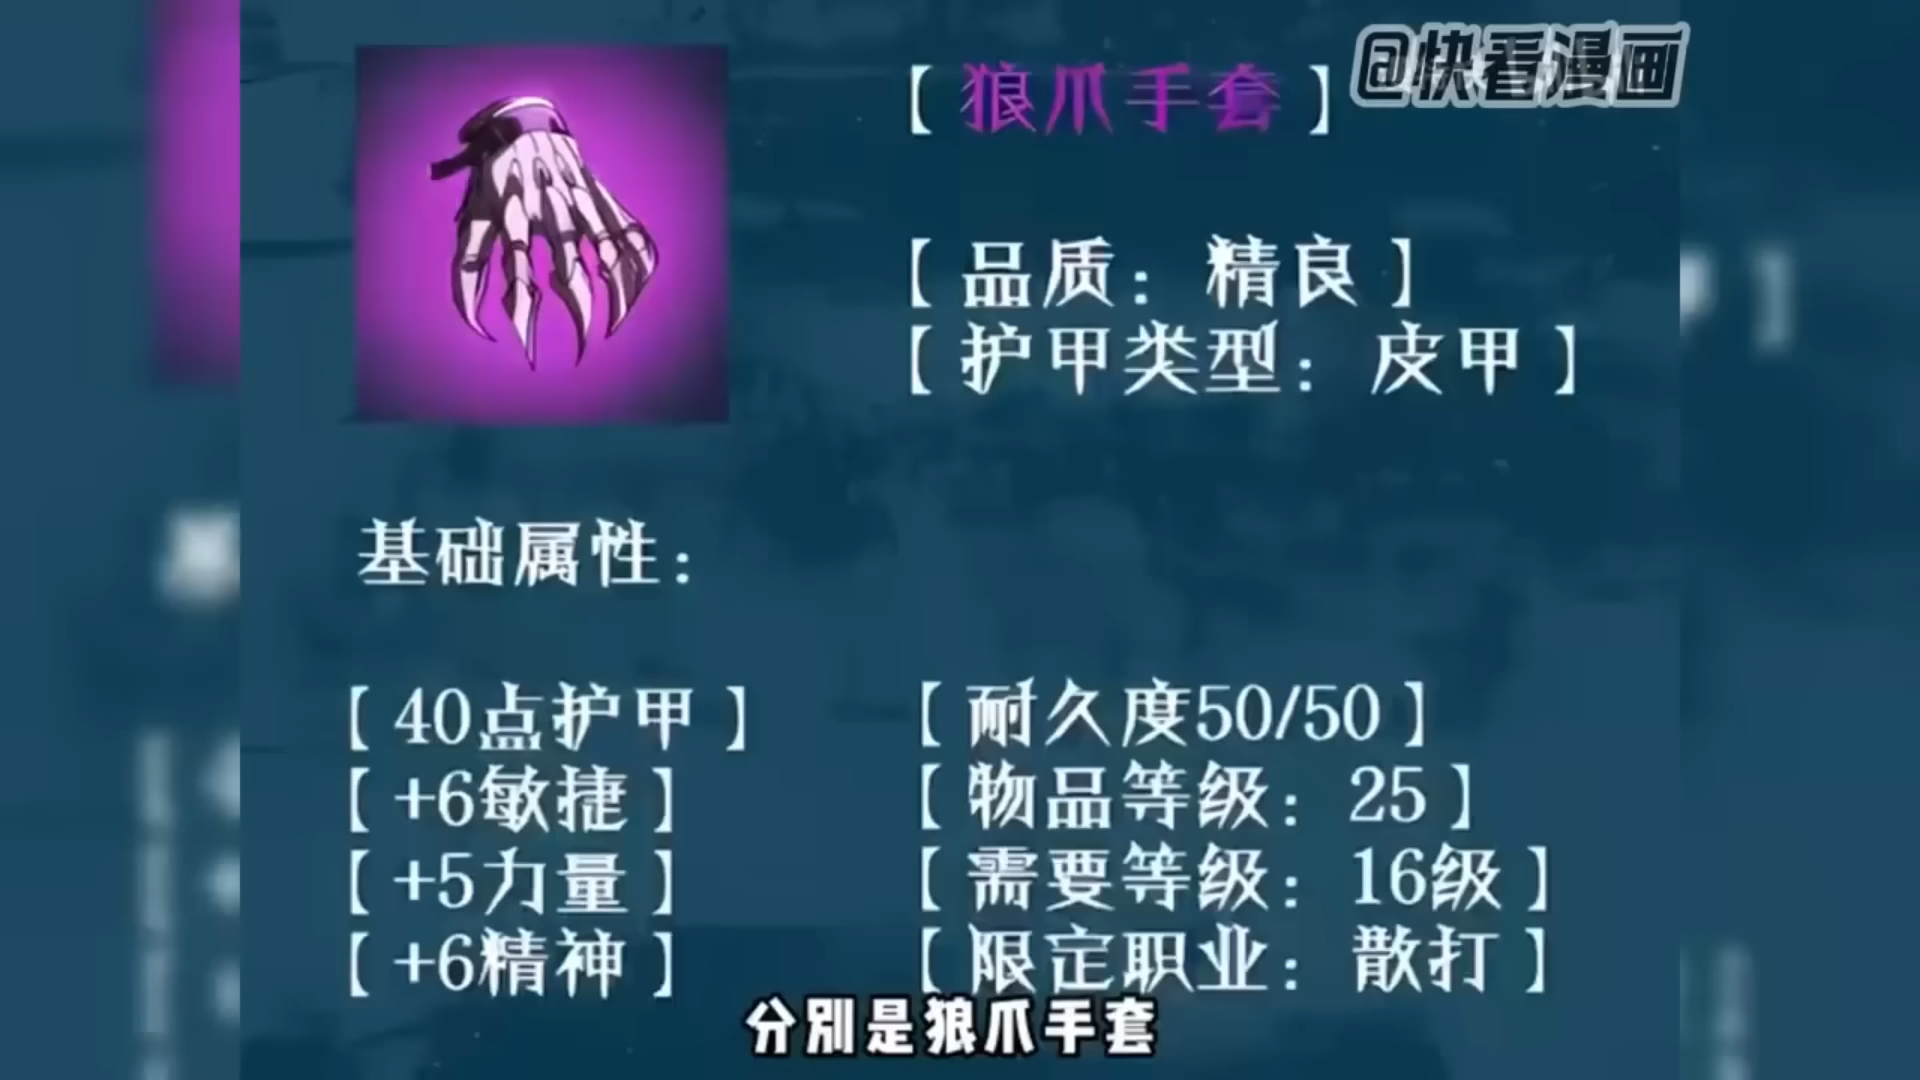 @快看漫画
【狼爪手套】
【品质：精良】
【护甲类型：皮甲】
基础属性：
【40点护甲】
【+6敏捷】
【+5力量】
【+6精神】
【耐久度50/50】
【物品等级：25】
【需要等级：16级】
【限定职业：散打】
分别是狼爪手套